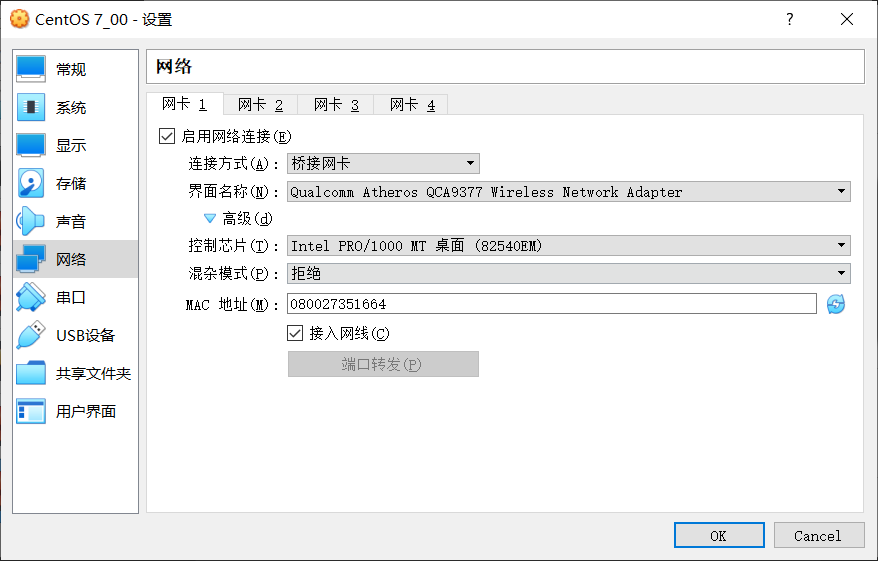 CentOS 7_00 - 设置
?
常规
系统
显示
存储
声音
网络
串口
USB设备
共享文件夹
用户界面
网络
网卡 1
网卡 2
网卡 3
网卡 4
启用网络连接(E)
连接方式(A): 桥接网卡
界面名称(N): Qualcomm Atheros QCA9377 Wireless Network Adapter
高级(d)
控制芯片(T): Intel PRO/1000 MT 桌面 (82540EM)
混杂模式(P): 拒绝
MAC 地址(M): 080027351664
接入网线(C)
端口转发(P)
OK
Cancel